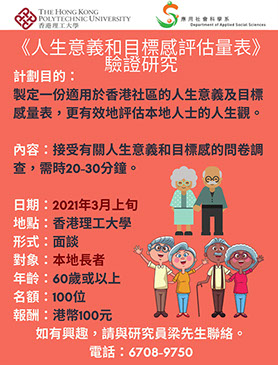 THE HONG KONG
POLYTECHNIC UNIVERSITY
香港理工大學
應用社會科學系
Department of Applied Social Sciences
《人生意義和目標感評估量表》
驗證研究
計劃目的：
製定一份適用於香港社區的人生意義及目標
感量表，更有效地評估本地人士的人生觀。
內容：接受有關人生意義和目標感的問卷調
查，需時20-30分鐘。
日期：2021年3月上旬
地點：香港理工大學
形式：面談
對象：本地長者
年齡：60歲或以上
名額：100位
報酬：港幣100元
如有興趣，請與研究員梁先生聯絡。
電話：6708-9750